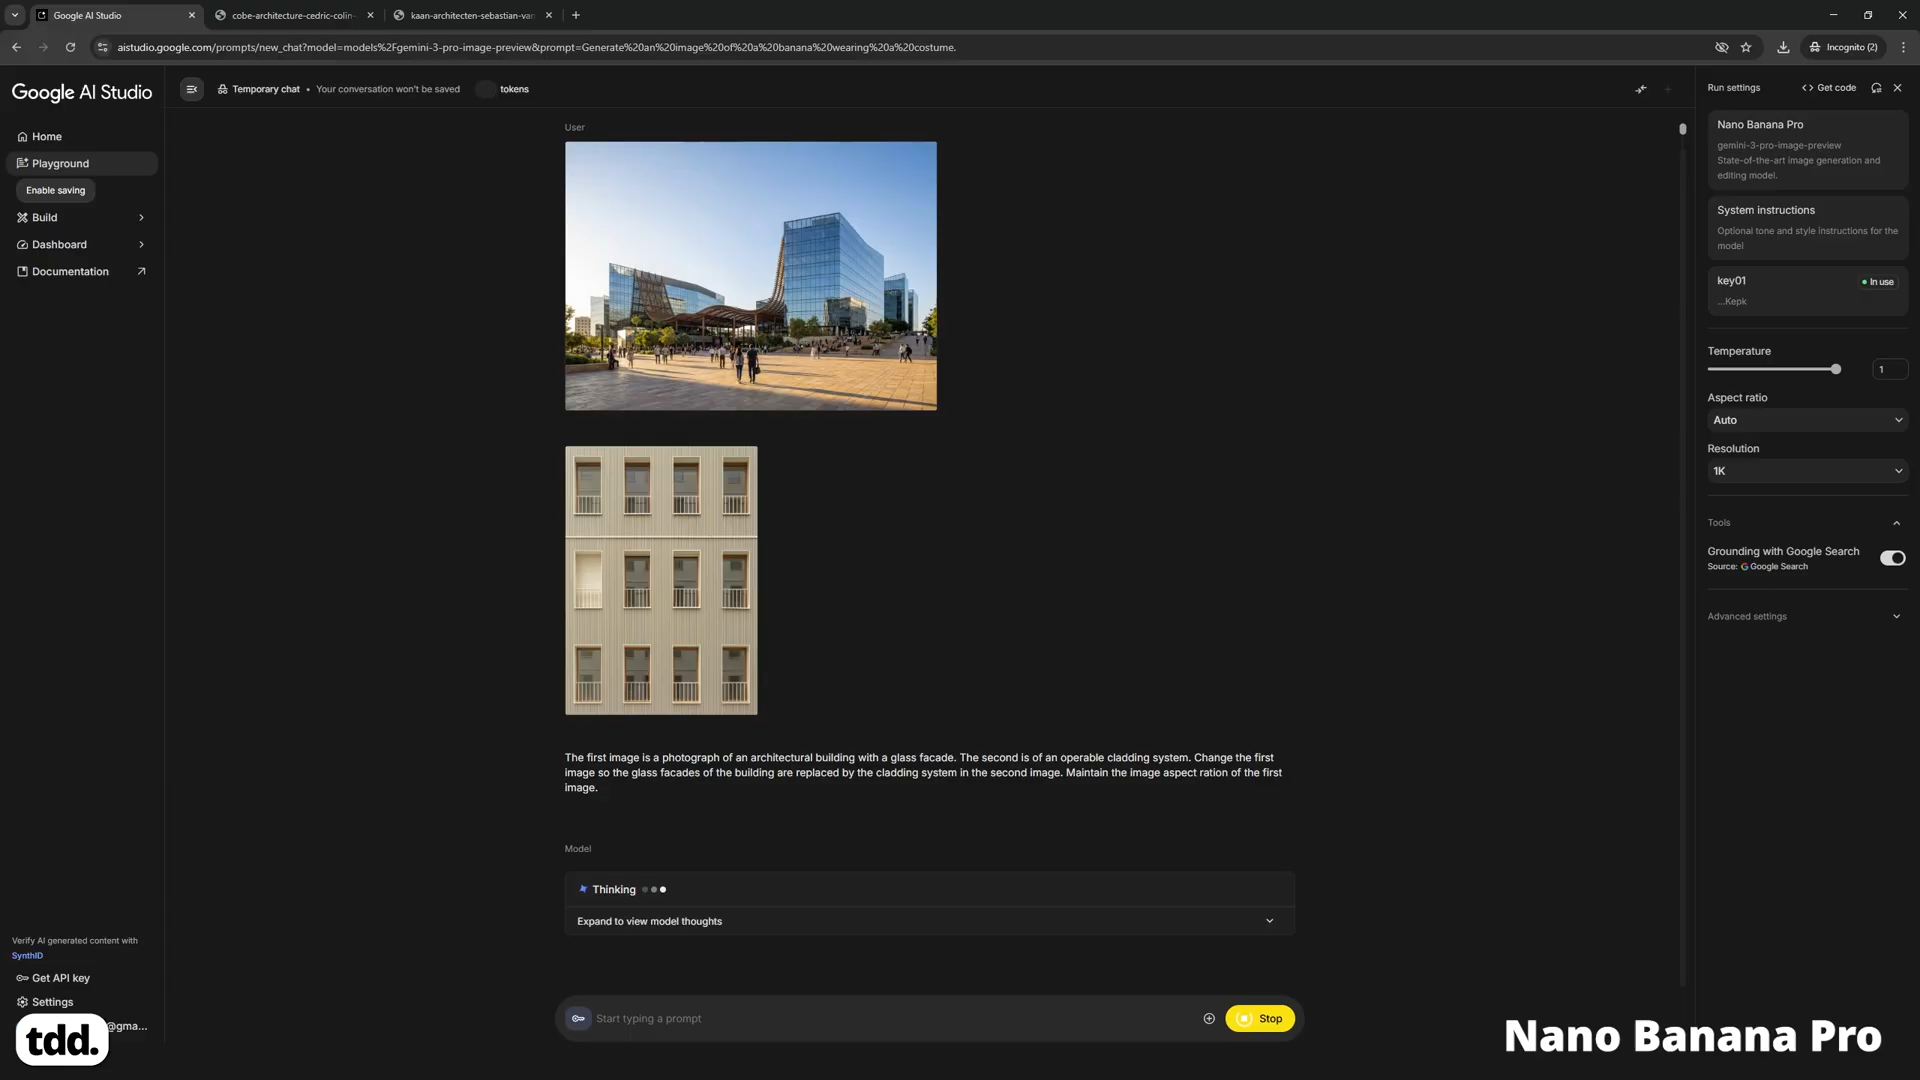 Google AI Studio
cobe-architecture-cedric-colin-
kaan-architecten-sebastian-van
aistudio.google.com/prompts/new_chat?model=models%2Fgemini-3-pro-image-preview&prompt=Generate%20an%20image%20of%20a%20banana%20wearing%20a%20costume.
Incognito (2)
Google AI Studio
Home
Playground
Enable saving
Build
Dashboard
Documentation
Temporary chat • Your conversation won't be saved
tokens
User
The first image is a photograph of an architectural building with a glass facade. The second is of an operable cladding system. Change the first
image so the glass facades of the building are replaced by the cladding system in the second image. Maintain the image aspect ration of the first
image.
Model
Thinking
Expand to view model thoughts
Start typing a prompt
Stop
Run settings
<> Get code
Nano Banana Pro
gemini-3-pro-image-preview
State-of-the-art image generation and
editing model.
System instructions
Optional tone and style instructions for the
model
key01
In use
...Kepk
Temperature
1
Aspect ratio
Auto
Resolution
1K
Tools
Grounding with Google Search
Source: Google Search
Advanced settings
Verify AI generated content with
SynthID
Get API key
Settings
@gma...
tdd.
Nano Banana Pro